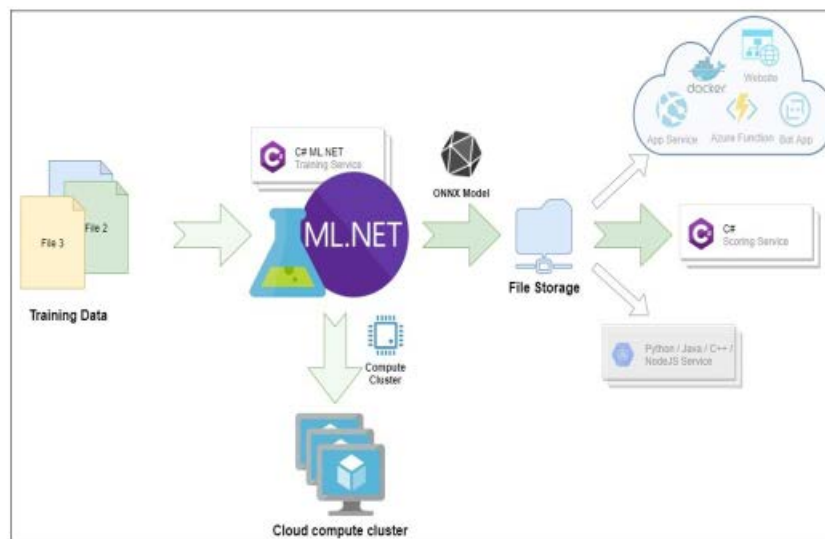 Website
docker
App Service
Azure Function
Bot App
C# ML.NET
Training Service
ONNX Model
File 3
File 2
ML.NET
C#
Scoring Service
File Storage
Training Data
Python / Java / C++ /
NodeJS Service
Compute
Cluster
Cloud compute cluster